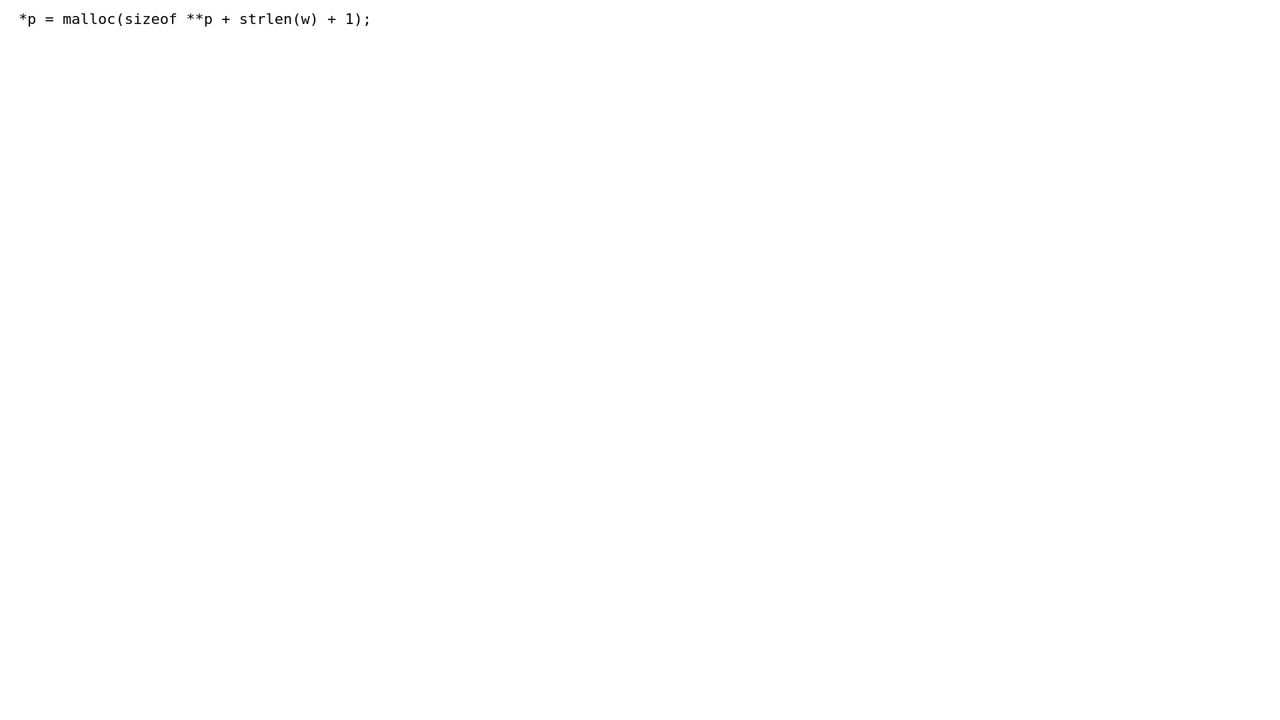 *p = malloc(sizeof **p + strlen(w) + 1);